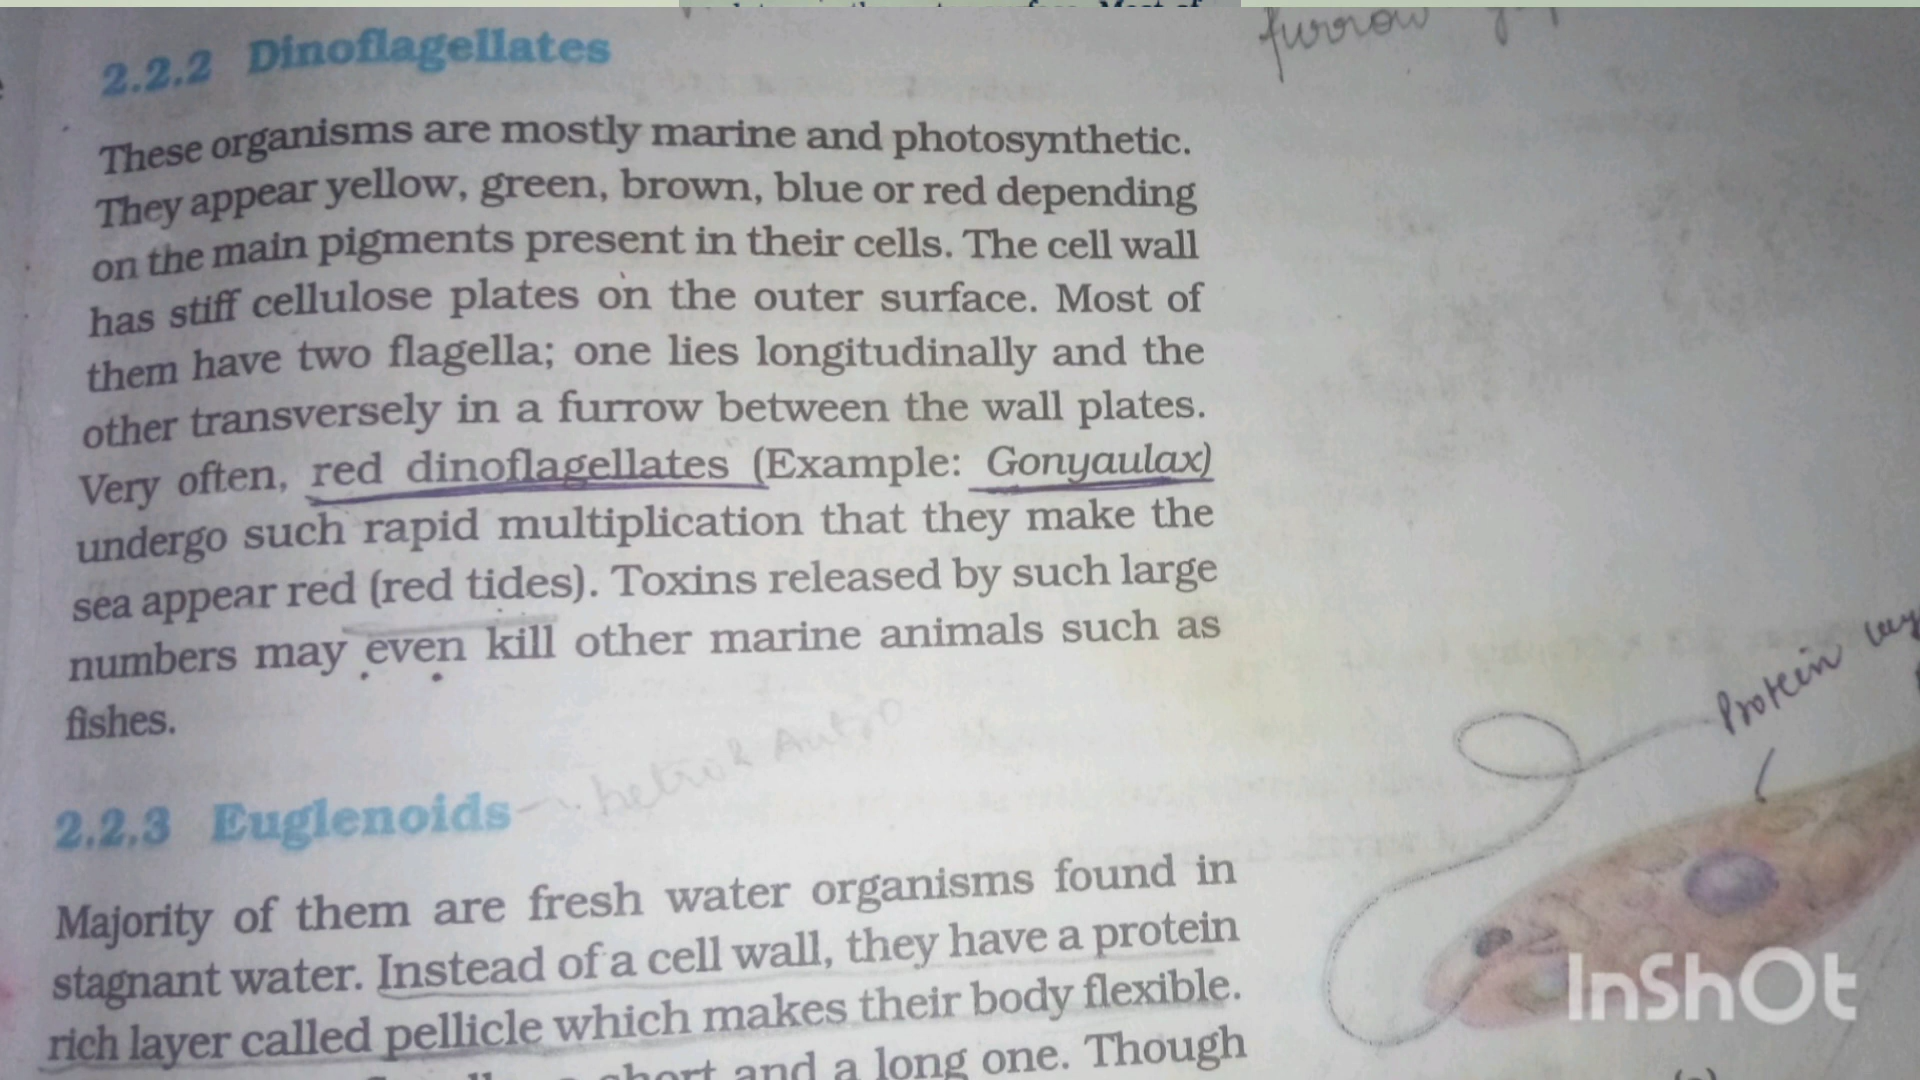 furrow
2.2.2 Dinoflagellates
These organisms are mostly marine and photosynthetic.
They appear yellow, green, brown, blue or red depending
on the main pigments present in their cells. The cell wall
has stiff cellulose plates on the outer surface. Most of
them have two flagella; one lies longitudinally and the
other transversely in a furrow between the wall plates.
Very often, red dinoflagellates (Example: Gonyaulax)
undergo such rapid multiplication that they make the
sea appear red (red tides). Toxins released by such large
numbers may even kill other marine animals such as
fishes.
2.2.3 Euglenoids
Majority of them are fresh water organisms found in
stagnant water. Instead of a cell wall, they have a protein
rich layer called pellicle which makes their body flexible.
short and a long one. Though
Protein
InShOt